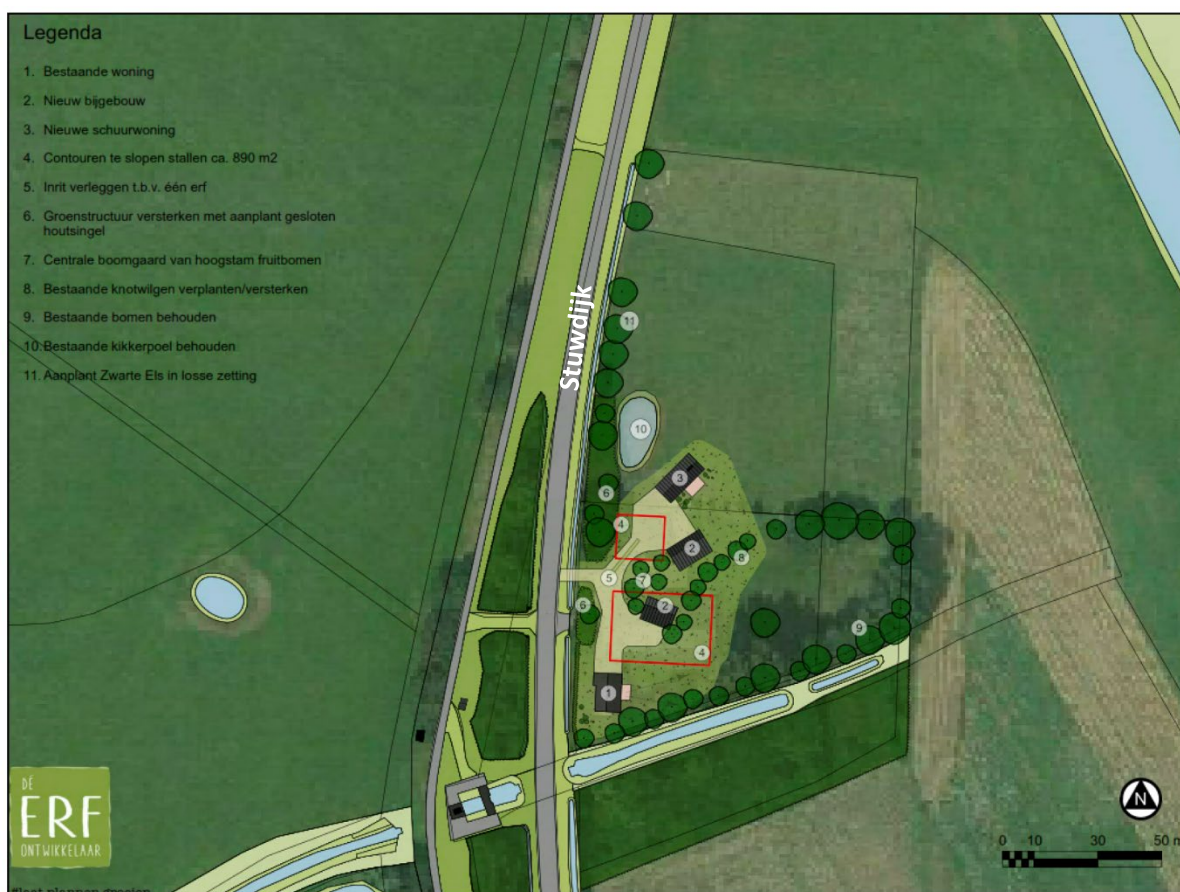 Legenda
1. Bestaande woning
2. Nieuw bijgebouw
3. Nieuwe schuurwoning
4. Contouren te slopen stallen ca. 890 m2
5. Inrit verleggen t.b.v. één erf
6. Groenstructuur versterken met aanplant gesloten
houtsingel
7. Centrale boomgaard van hoogstam fruitbomen
8. Bestaande knotwilgen verplanten/versterken
9. Bestaande bomen behouden
10. Bestaande kikkerpoel behouden
11. Aanplant Zwarte Els in losse zetting
Stuwdijk
11
10
3
6
4
2
8
5
7
6
2
9
4
1
DÉ
ERF
ONTWIKKELAAR
N
0 10 30 50 m